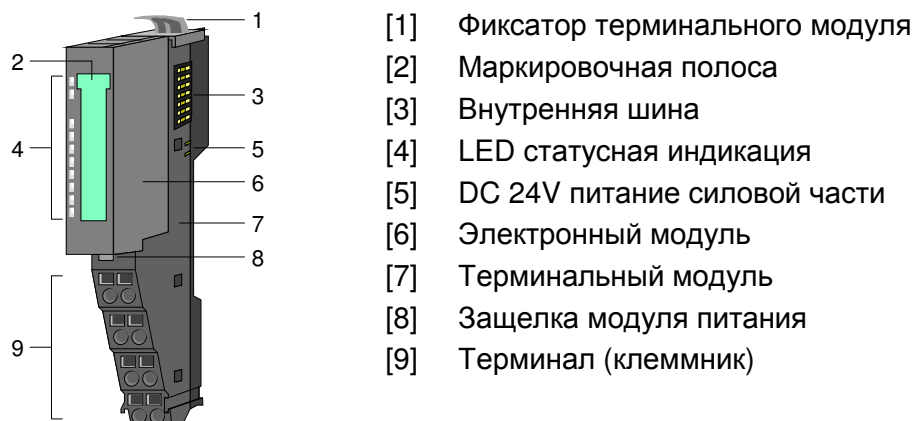 1
2
3
4
5
6
7
8
9
[1] Фиксатор терминального модуля
[2] Маркировочная полоса
[3] Внутренняя шина
[4] LED статусная индикация
[5] DC 24V питание силовой части
[6] Электронный модуль
[7] Терминальный модуль
[8] Защелка модуля питания
[9] Терминал (клеммник)